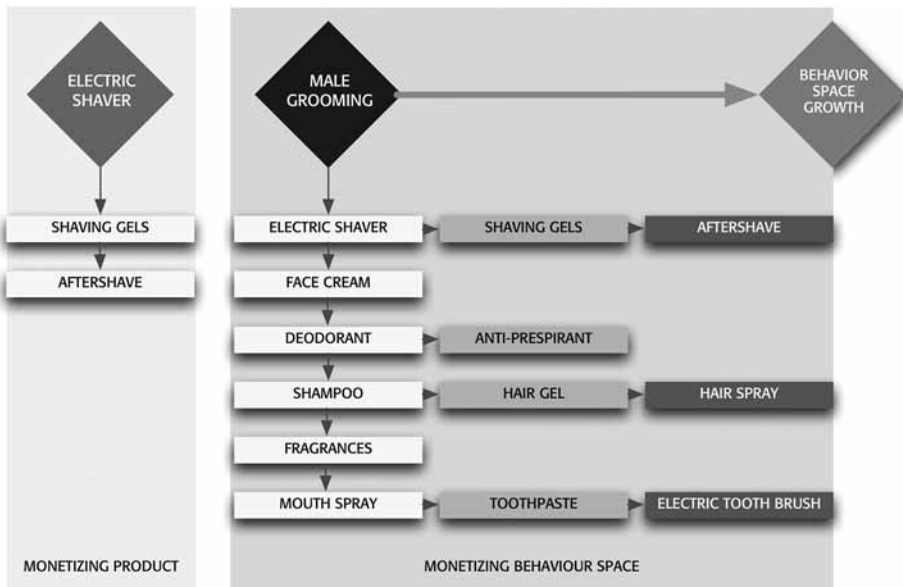 ELECTRIC
SHAVER
MALE
GROOMING
BEHAVIOR
SPACE
GROWTH
SHAVING GELS
AFTERSHAVE
ELECTRIC SHAVER
SHAVING GELS
AFTERSHAVE
FACE CREAM
DEODORANT
ANTI-PRESPIRANT
SHAMPOO
HAIR GEL
HAIR SPRAY
FRAGRANCES
MOUTH SPRAY
TOOTHPASTE
ELECTRIC TOOTH BRUSH
MONETIZING PRODUCT
MONETIZING BEHAVIOUR SPACE